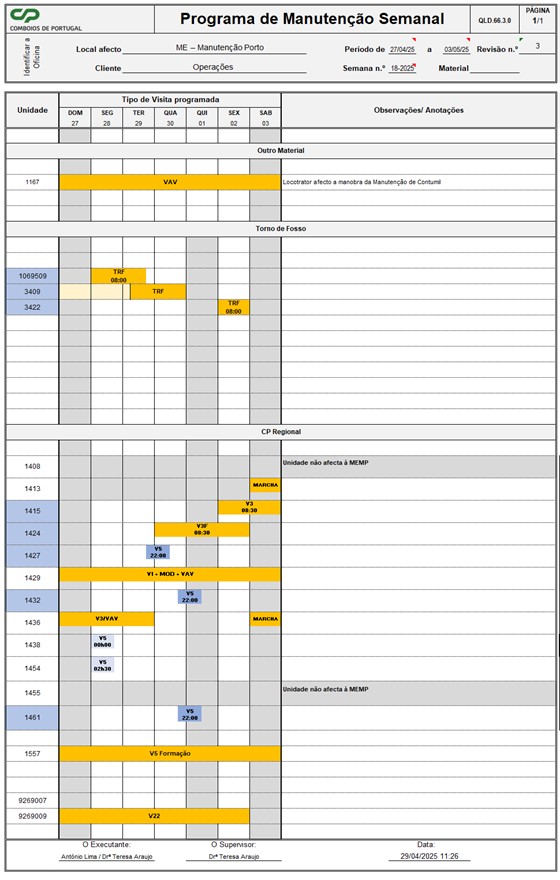 CP
COMBOIOS DE PORTUGAL
Programa de Manutenção Semanal
QLD.66.3.0
PÁGINA
1/1
Identificar a Oficina
Local afecto ME – Manutenção Porto Período de 27/04/25 a 03/05/25 Revisão n.º 3
Cliente Operações Semana n.º 18-2025 Material
Unidade Tipo de Visita programada Observações/ Anotações
DOM SEG TER QUA QUI SEX SAB
27 28 29 30 01 02 03
Outro Material
1167 VAV Locotrator afecto a manobra da Manutenção de Contumil
Torno de Fosso
1069509 TRF 08:00
3409 TRF
3422 TRF 08:00
CP Regional
1408 Unidade não afecta à MEMP
1413 MARCHA
1415 V3 08:30
1424 V3F 08:30
1427 V5 22:00
1429 V1 + MOD + VAV
1432 V5 22:00
1436 V3/VAV MARCHA
1438 V5 00h00
1454 V5 02h30
1455 Unidade não afecta à MEMP
1461 V5 22:00
1557 V5 Formação
9269007
9269009 V22
O Executante: O Supervisor: Data:
António Lima / Drª Teresa Araujo Drª Teresa Araujo 29/04/2025 11:26